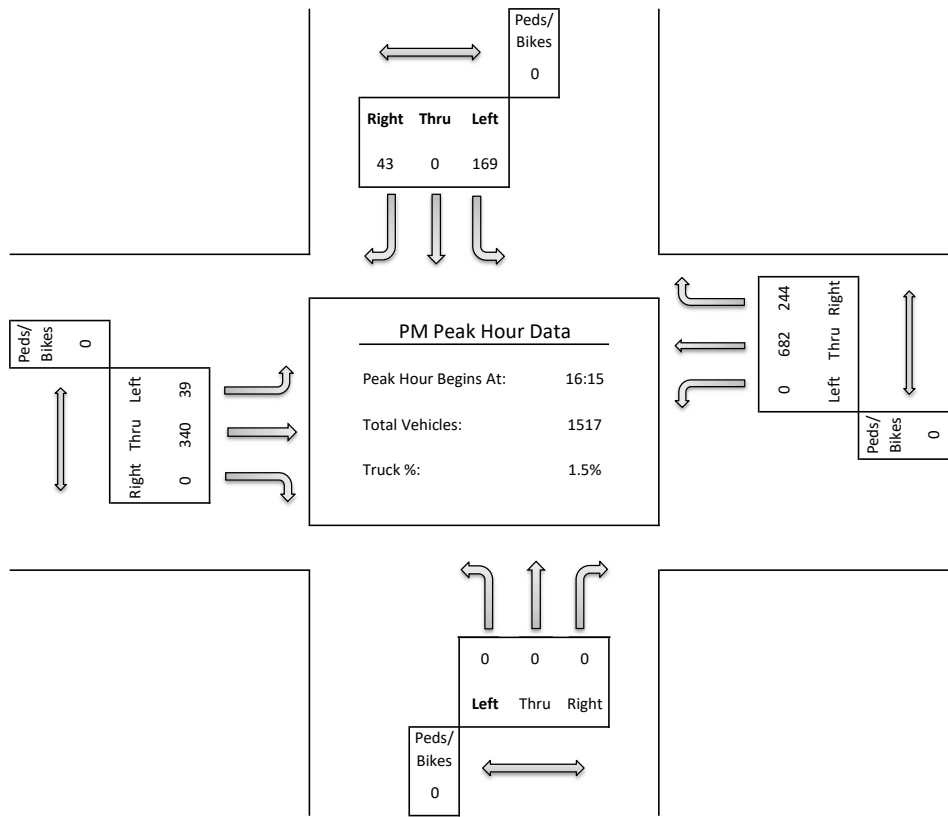 Peds/
Bikes
0
Right Thru Left
43 0 169
Peds/
Bikes
0
Left 39
Thru 340
Right 0
PM Peak Hour Data
Peak Hour Begins At: 16:15
Total Vehicles: 1517
Truck %: 1.5%
244 Right
682 Thru
0 Left
Peds/
Bikes
0
0 0 0
Left Thru Right
Peds/
Bikes
0